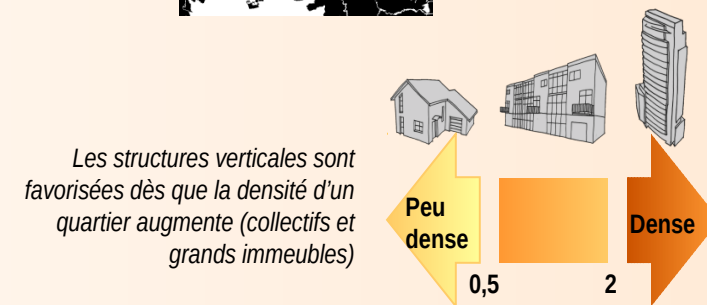 Les structures verticales sont
favorisées dès que la densité d'un
quartier augmente (collectifs et
grands immeubles)
Peu
dense
Dense
0,5
2